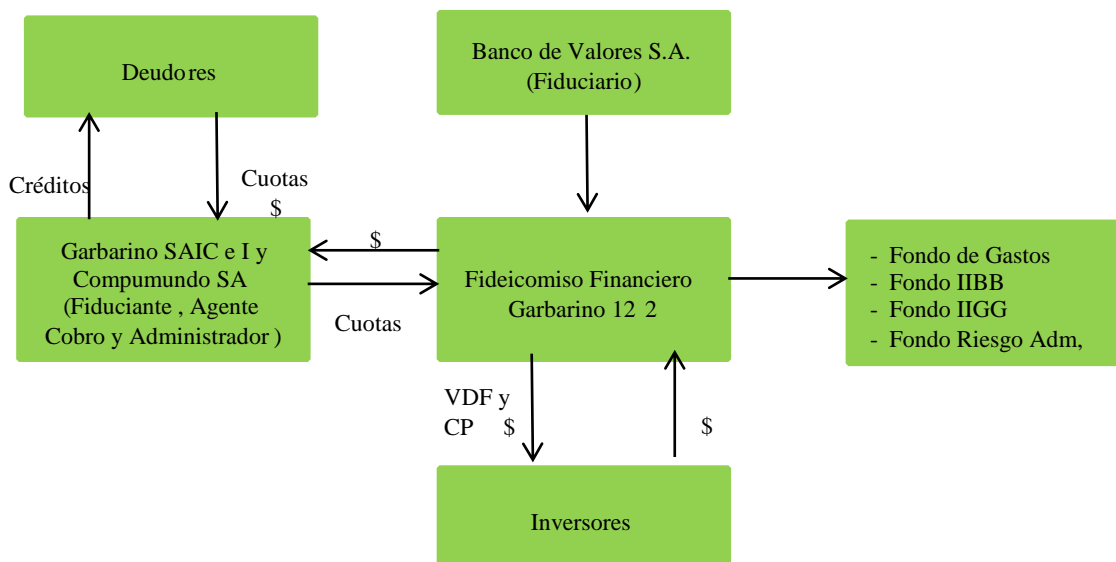 Deudores
Banco de Valores S.A.
(Fiduciario)
Créditos
Cuotas
$
Garbarino SAIC e I y
Compumundo SA
(Fiduciante , Agente
Cobro y Administrador )
$
Cuotas
Fideicomiso Financiero
Garbarino 12 2
- Fondo de Gastos
- Fondo IIBB
- Fondo IIGG
- Fondo Riesgo Adm,
VDF y
CP $
$
Inversores